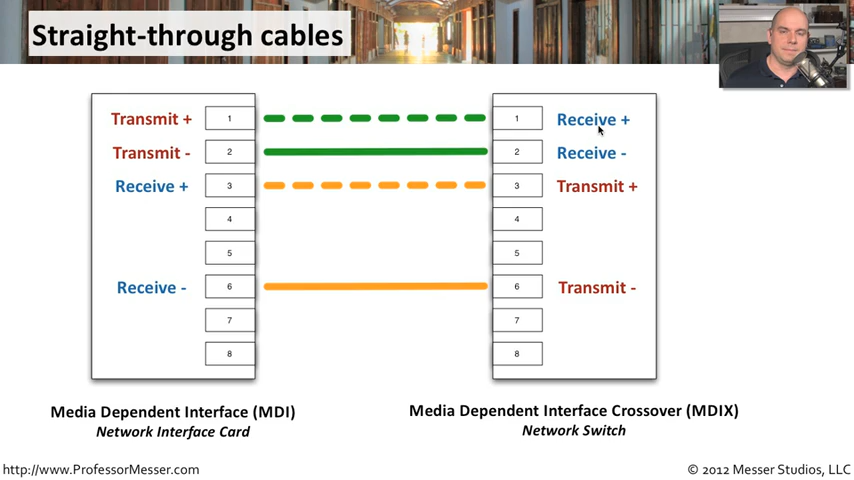 Straight-through cables
Transmit + 1 1 Receive +
Transmit - 2 2 Receive -
Receive + 3 3 Transmit +
4 4
5 5
Receive - 6 6 Transmit -
7 7
8 8
Media Dependent Interface (MDI)
Network Interface Card
Media Dependent Interface Crossover (MDIX)
Network Switch
http://www.ProfessorMesser.com
© 2012 Messer Studios, LLC